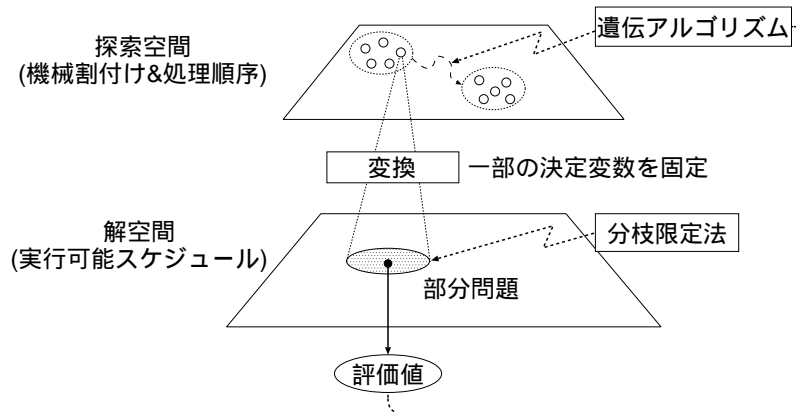 遺伝アルゴリズム
探索空間
(機械割付け&処理順序)
変換
一部の決定変数を固定
解空間
(実行可能スケジュール)
分枝限定法
部分問題
評価値